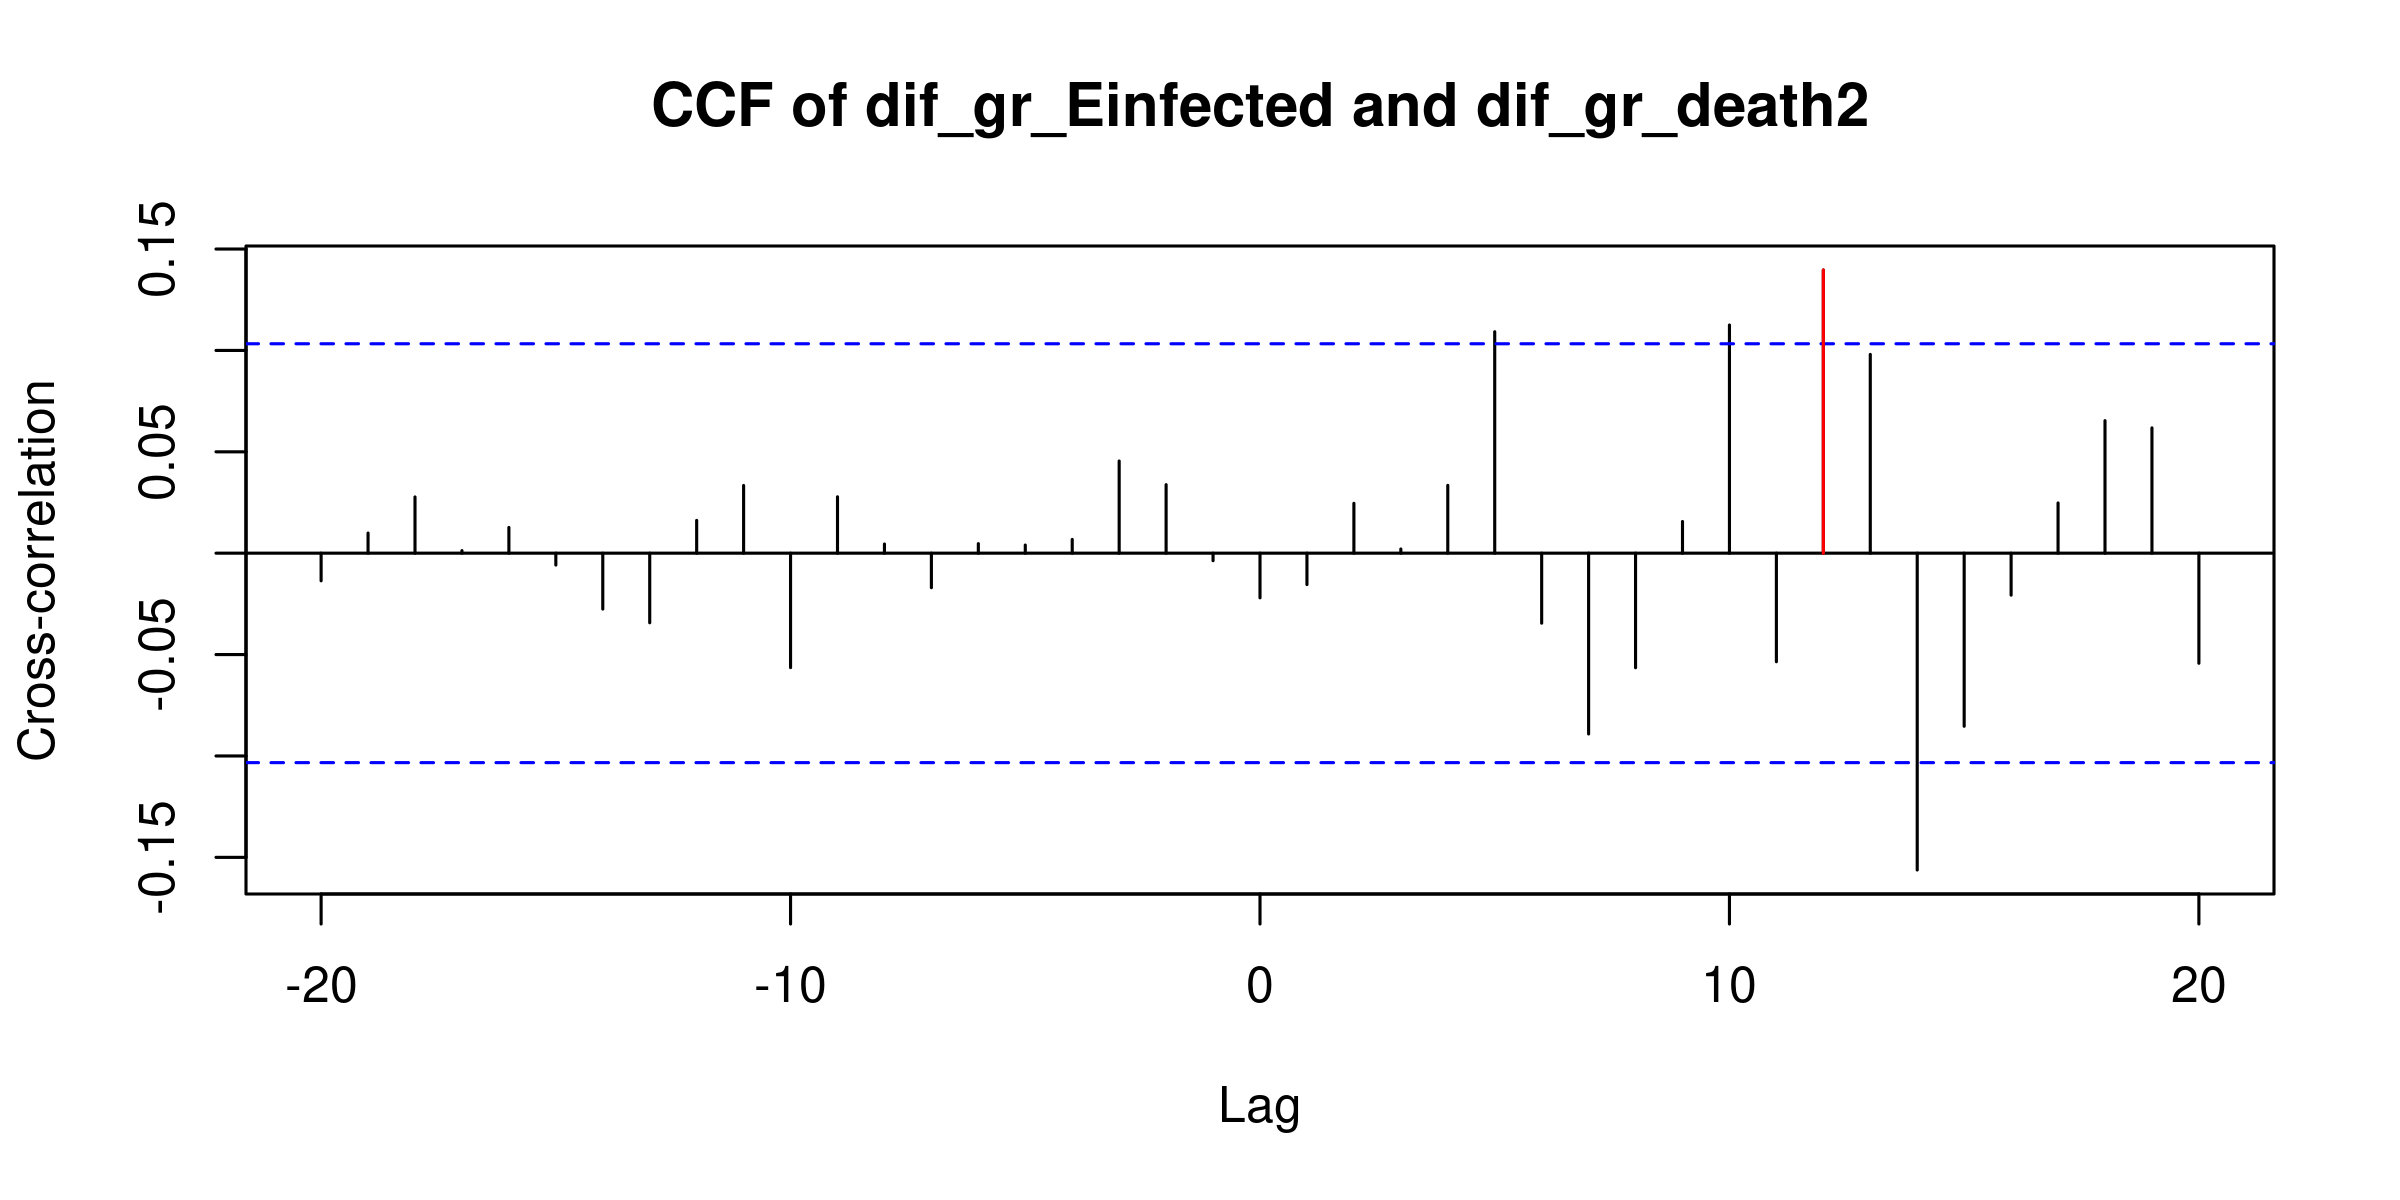 CCF of dif_gr_Einfected and dif_gr_death2
Cross-correlation
0.15
0.05
-0.05
-0.15
-20 -10 0 10 20
Lag